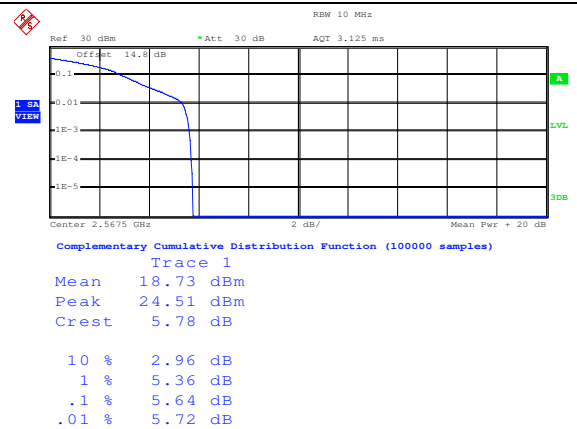 R S
RBW 10 MHz
Ref 30 dBm *Att 30 dB AQT 3.125 ms
Offset 14.8 dB
0.1
A
1 SA
VIEW
0.01
1E-3
LVL
1E-4
1E-5
3DB
Center 2.5675 GHz 2 dB/ Mean Pwr + 20 dB
Complementary Cumulative Distribution Function (100000 samples)
Trace 1
Mean 18.73 dBm
Peak 24.51 dBm
Crest 5.78 dB
10 % 2.96 dB
1 % 5.36 dB
.1 % 5.64 dB
.01 % 5.72 dB